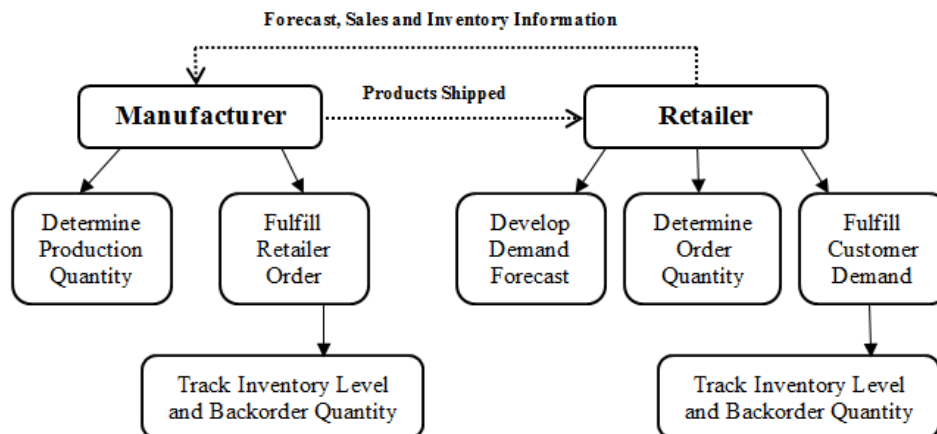 Forecast, Sales and Inventory Information
Products Shipped
Manufacturer
Retailer
Determine
Production
Quantity
Fulfill
Retailer
Order
Develop
Demand
Forecast
Determine
Order
Quantity
Fulfill
Customer
Demand
Track Inventory Level
and Backorder Quantity
Track Inventory Level
and Backorder Quantity